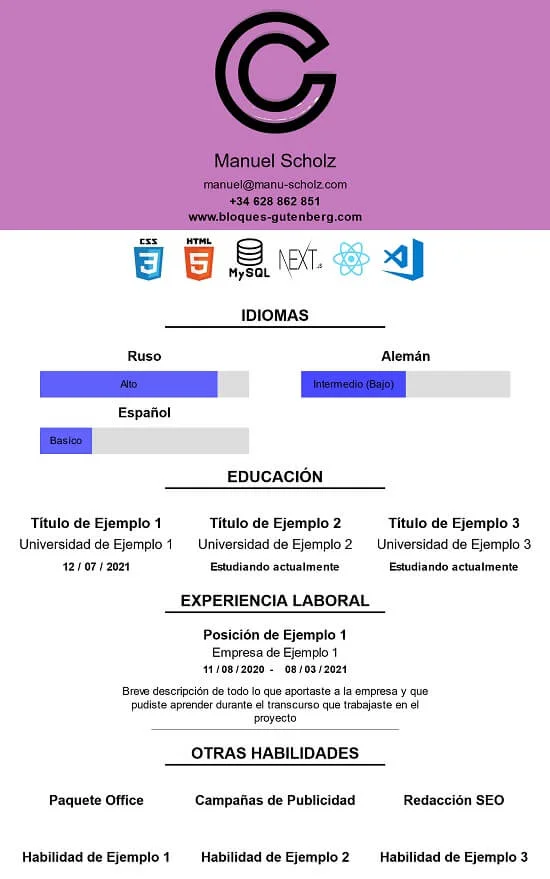 Manuel Scholz
manuel@manu-scholz.com
+34 628 862 851
www.bloques-gutenberg.com
CSS HTML
3 5 MySQL NEXT.JS
IDIOMAS
Ruso Alemán
Alto Intermedio (Bajo)
Español
Basico
EDUCACIÓN
Título de Ejemplo 1 Título de Ejemplo 2 Título de Ejemplo 3
Universidad de Ejemplo 1 Universidad de Ejemplo 2 Universidad de Ejemplo 3
12 / 07 / 2021 Estudiando actualmente Estudiando actualmente
EXPERIENCIA LABORAL
Posición de Ejemplo 1
Empresa de Ejemplo 1
11 / 08 / 2020 - 08 / 03 / 2021
Breve descripción de todo lo que aportaste a la empresa y que
pudiste aprender durante el transcurso que trabajaste en el
proyecto
OTRAS HABILIDADES
Paquete Office Campañas de Publicidad Redacción SEO
Habilidad de Ejemplo 1 Habilidad de Ejemplo 2 Habilidad de Ejemplo 3